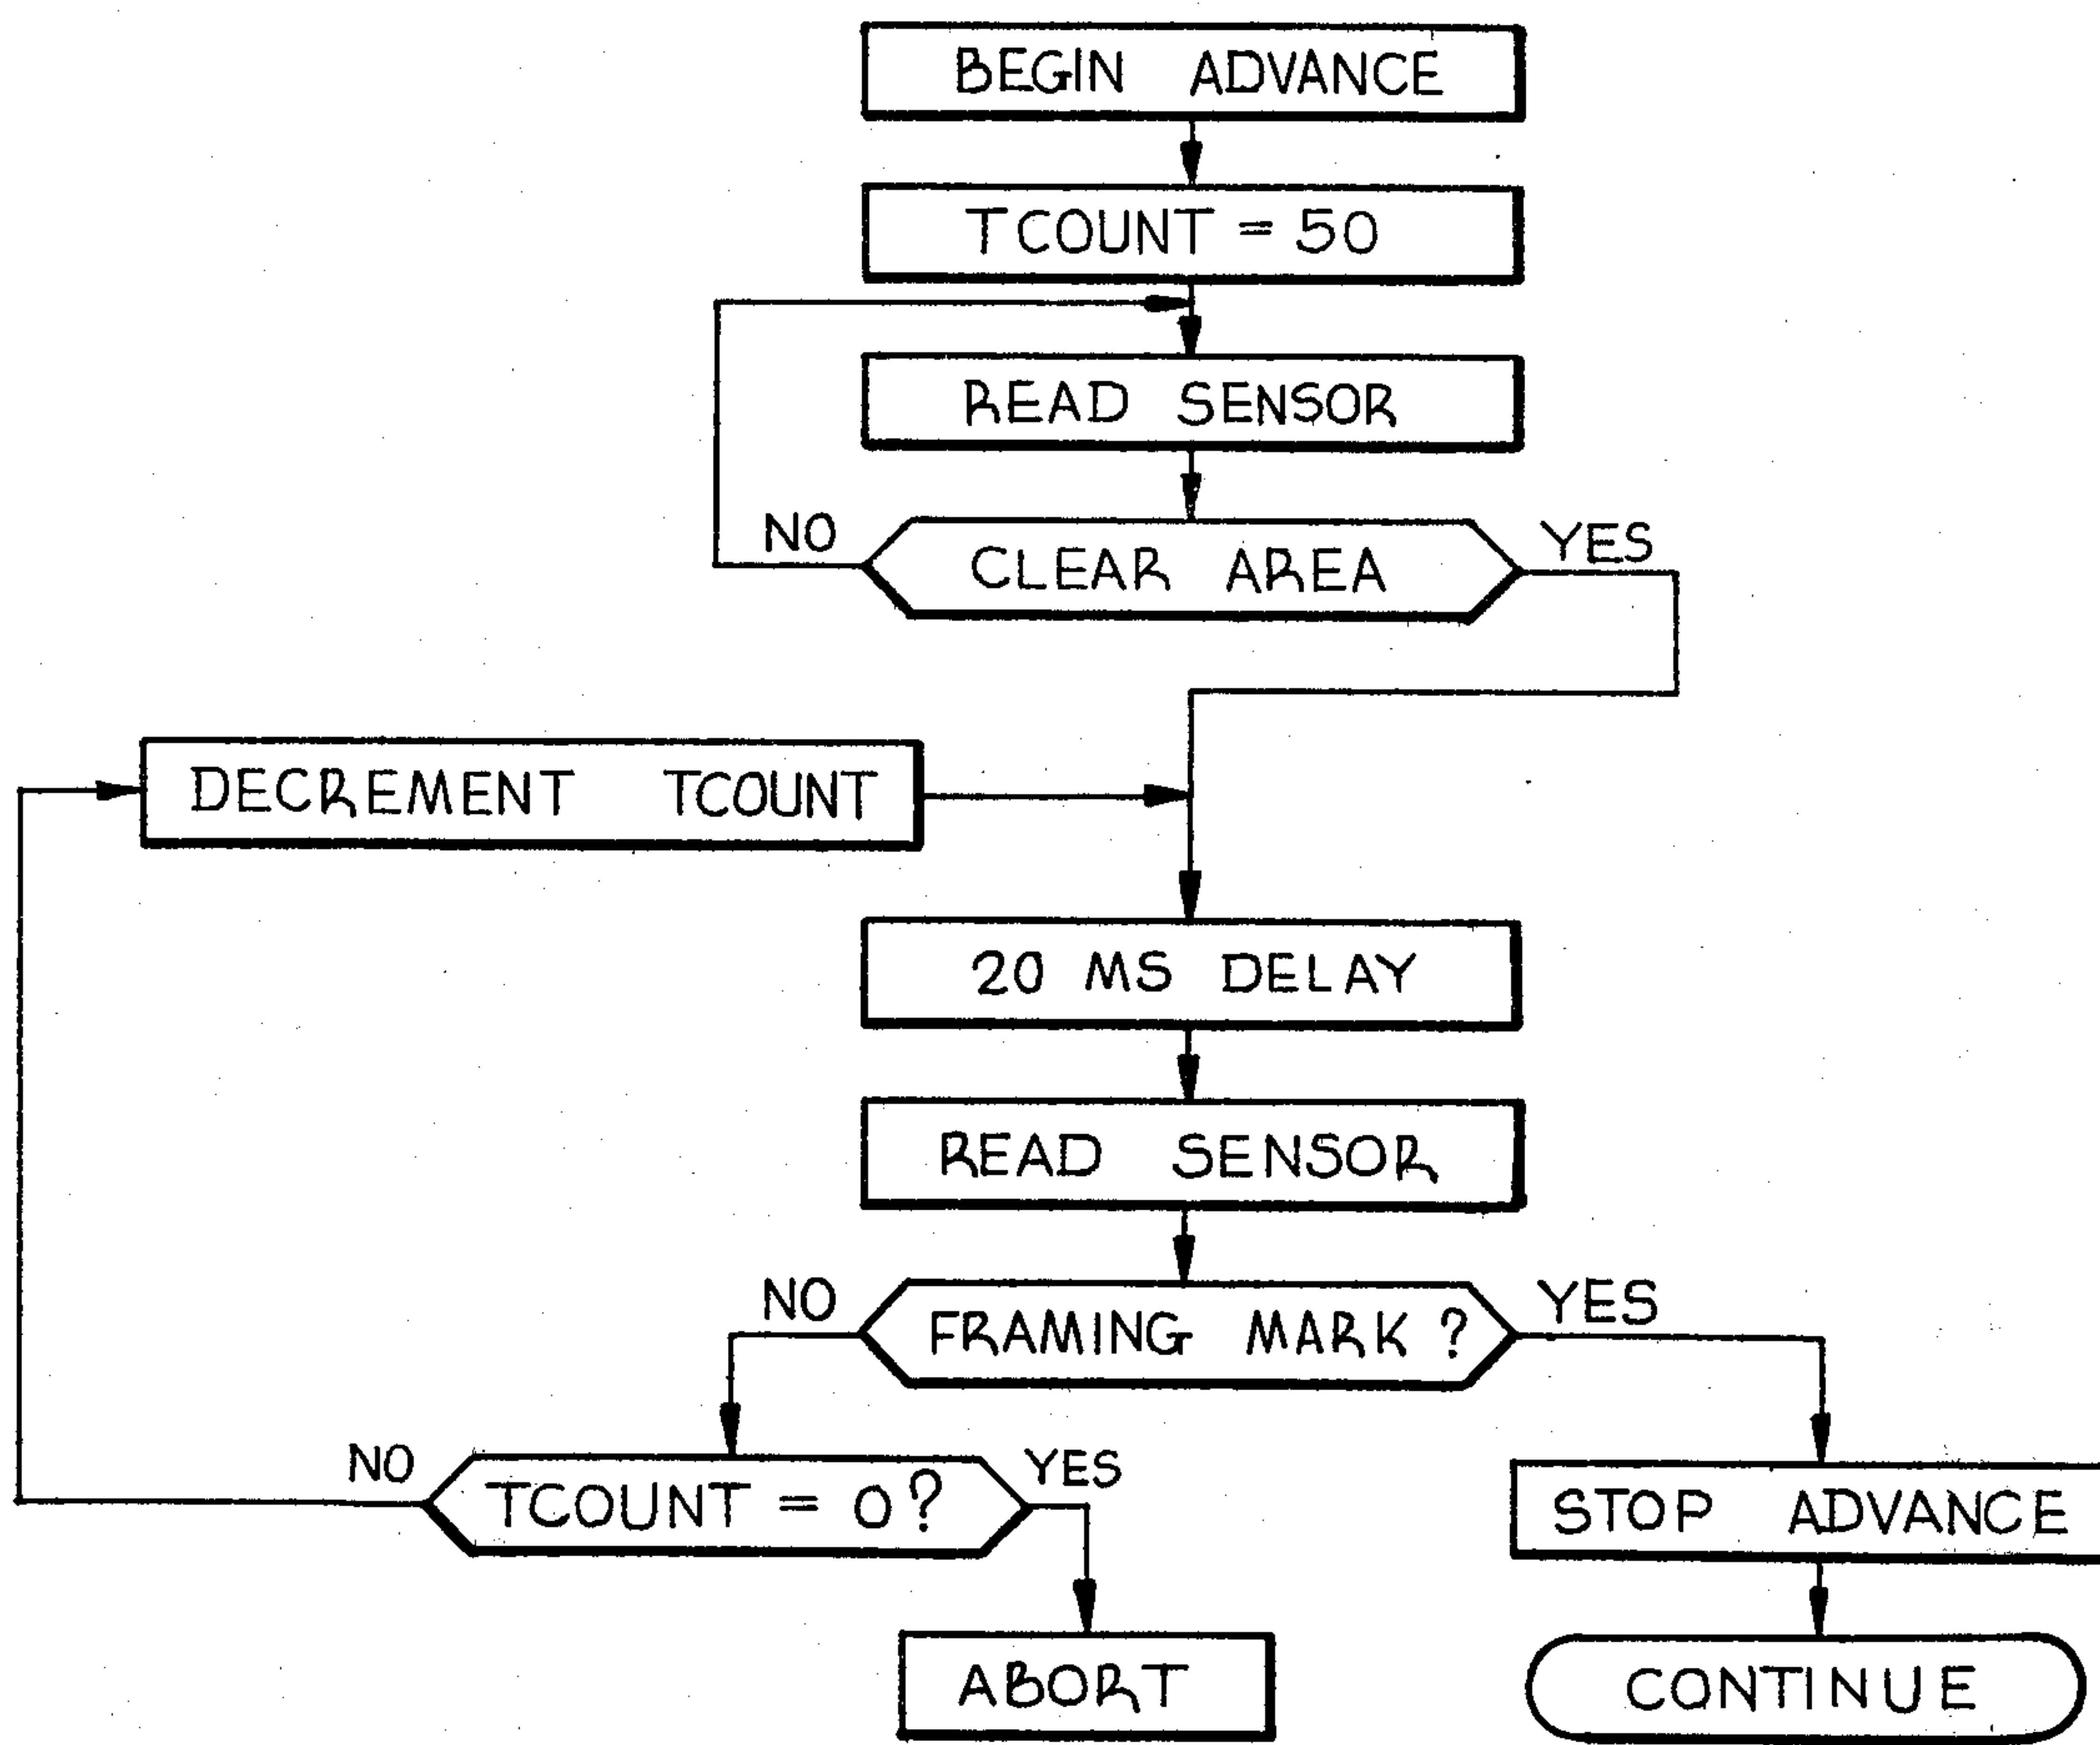 BEGIN ADVANCE
TCOUNT = 50
READ SENSOR
NO
CLEAR AREA
YES
DECREMENT TCOUNT
20 MS DELAY
READ SENSOR
NO
FRAMING MARK?
YES
NO
TCOUNT = 0?
YES
STOP ADVANCE
ABORT
CONTINUE